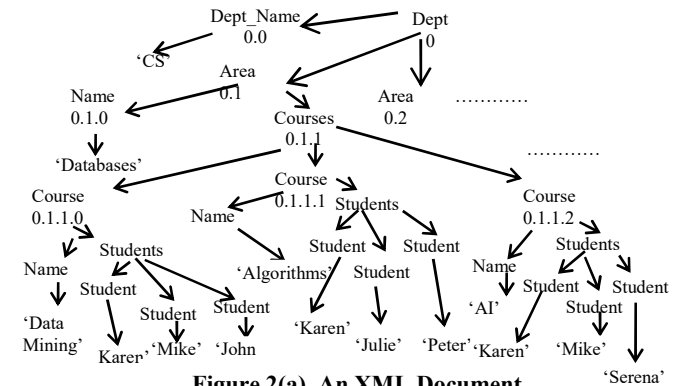 Dept_Name
0.0
Dept
0
‘CS’
Area
0.1
Name
0.1.0
Area
0.2
…………
Courses
0.1.1
‘Databases’
…………
Course
0.1.1.0
Course
0.1.1.1
Students
Course
0.1.1.2
Name
Students
Student
Student
Students
Name
Student
‘Algorithms’
Student
Name
Student
Student
Student
Student
Student
‘AI’
Student
‘Data
Mining’
Karen’
‘Mike’
‘John
‘Karen’
‘Julie’
‘Peter’
‘Karen’
‘Mike’
‘Serena’
Figure 2(a). An XML Document